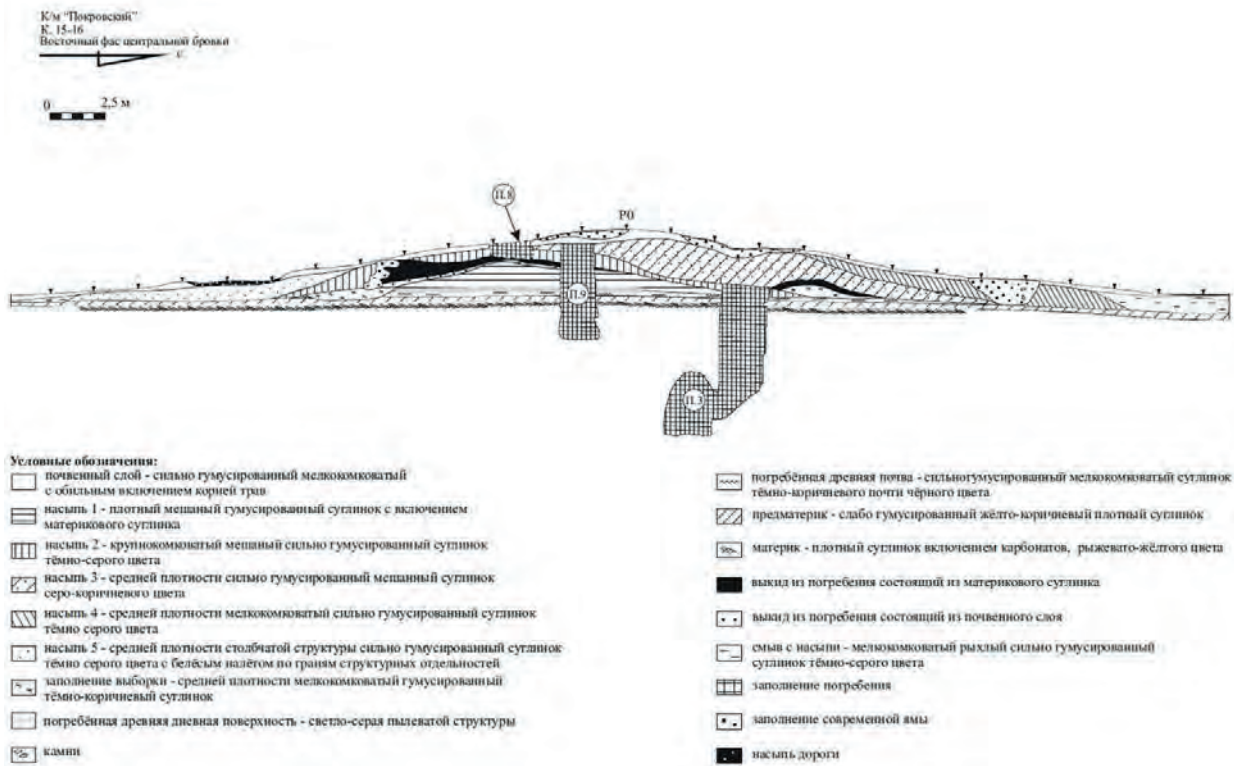 К/м "Покровский"
К. 15-16
Восточный фас центральной бровки
С
0 2,5 м
П.8
Р0
П.9
П.3
Условные обозначения:
почвенный слой - сильно гумусированный мелкокомковатый
с обильным включением корней трав
насыпь 1 - плотный мешаный гумусированный суглинок с включением
материкового суглинка
насыпь 2 - крупнокомковатый мешаный сильно гумусированный суглинок
тёмно-серого цвета
насыпь 3 - средней плотности сильно гумусированный мешанный суглинок
серо-коричневого цвета
насыпь 4 - средней плотности мелкокомковатый сильно гумусированный суглинок
тёмно серого цвета
насыпь 5 - средней плотности столбчатой структуры сильно гумусированный суглинок
тёмно серого цвета с белёсым налётом по граням структурных отдельностей
заполнение выборки - средней плотности мелкокомковатый гумусированный
тёмно-коричневый суглинок
погребённая древняя дневная поверхность - светло-серая пылеватой структуры
камни
погребённая древняя почва - сильногумусированный мелкокомковатый суглинок
тёмно-коричневого почти чёрного цвета
предматерик - слабо гумусированный жёлто-коричневый плотный суглинок
материк - плотный суглинок включением карбонатов, рыжевато-жёлтого цвета
выкид из погребения состоящий из материкового суглинка
выкид из погребения состоящий из почвенного слоя
смыв с насыпи - мелкокомковатый рыхлый сильно гумусированный
суглинок тёмно-серого цвета
заполнение погребения
заполнение современной ямы
насыпь дороги